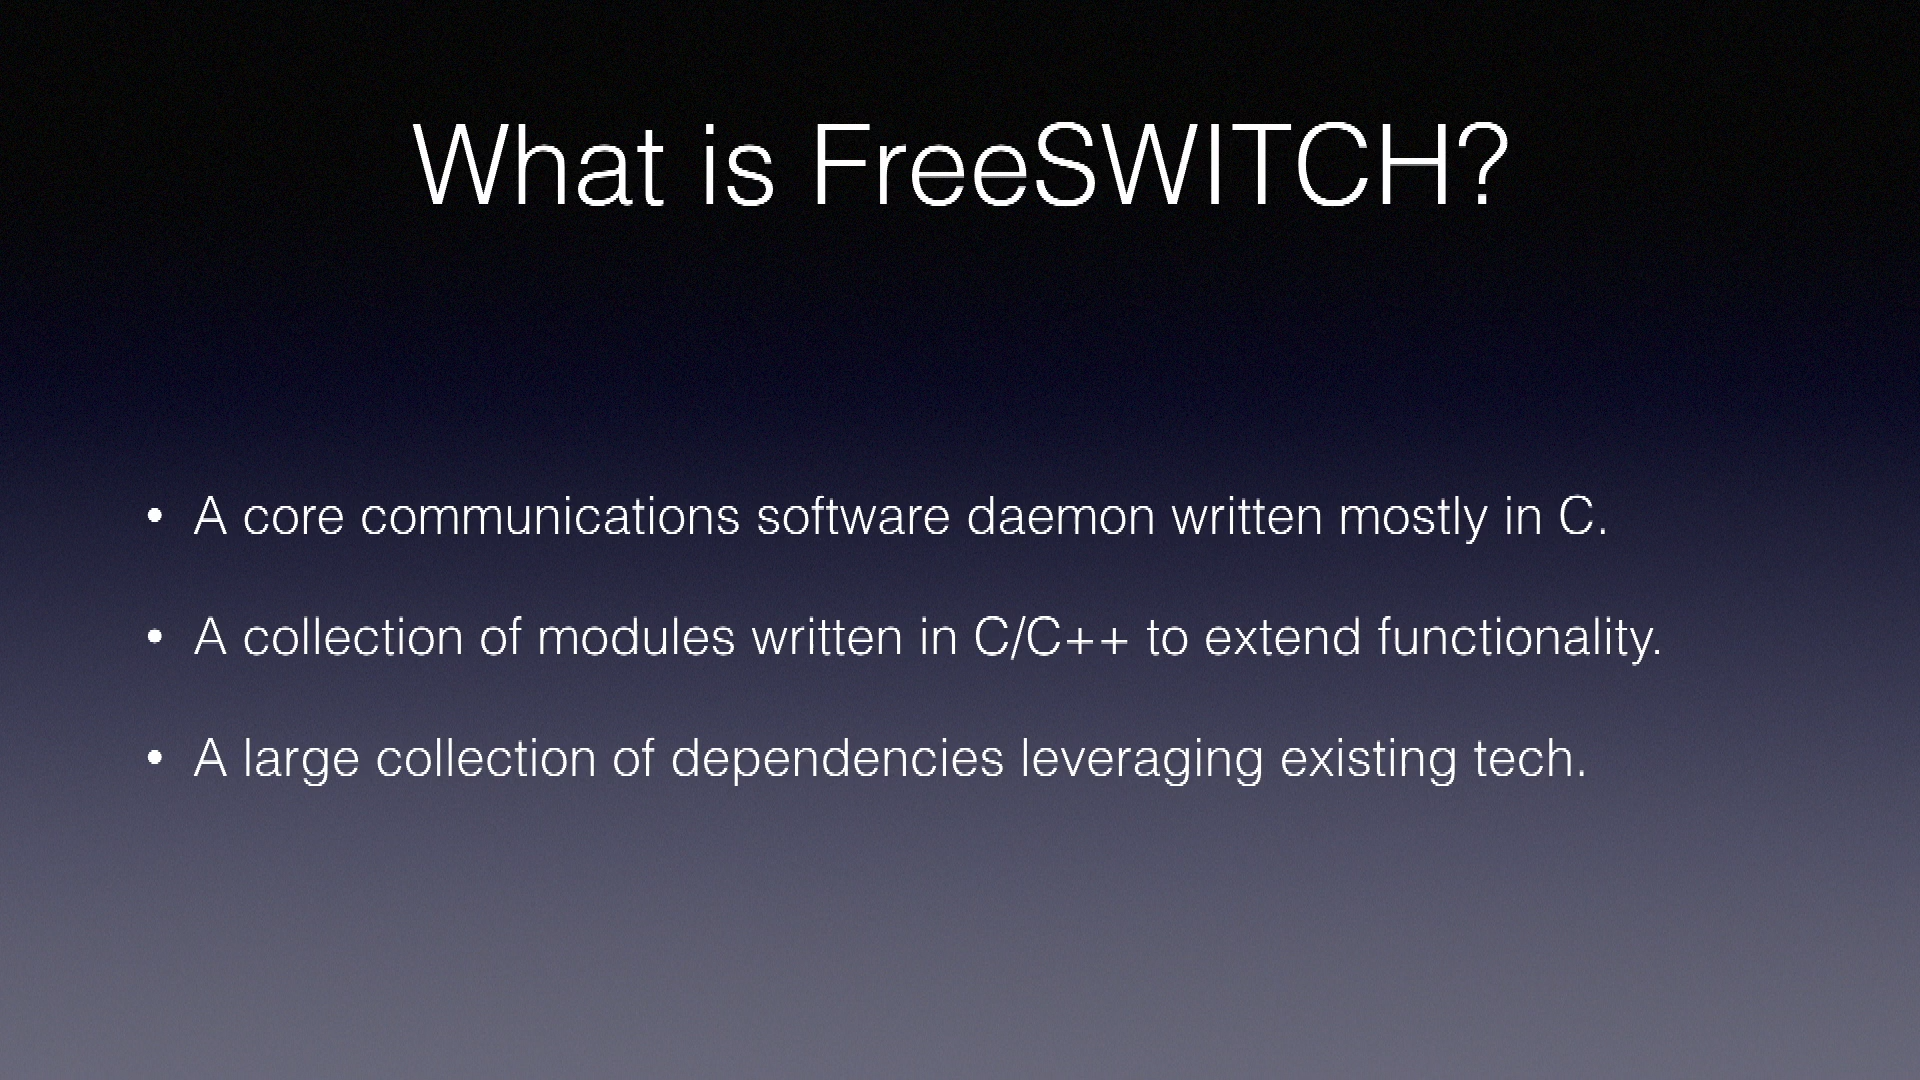 What is FreeSWITCH?
• A core communications software daemon written mostly in C.
• A collection of modules written in C/C++ to extend functionality.
• A large collection of dependencies leveraging existing tech.